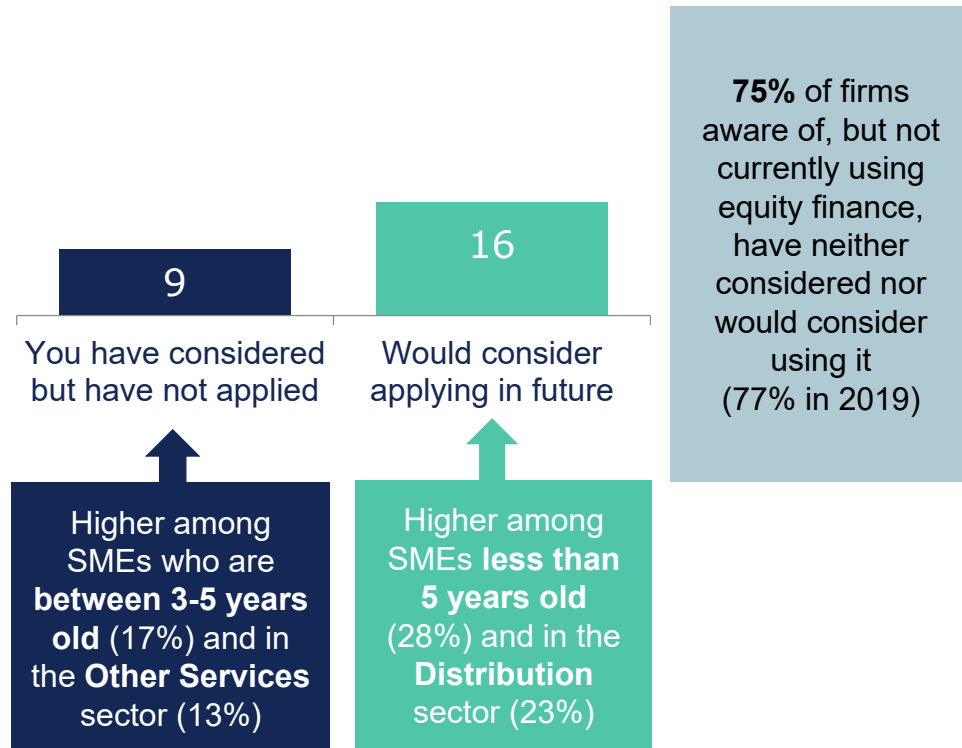 75% of firms
aware of, but not
currently using
equity finance,
have neither
considered nor
would consider
using it
(77% in 2019)
9
16
You have considered
but have not applied
Would consider
applying in future
Higher among
SMEs who are
between 3-5 years
old (17%) and in
the Other Services
sector (13%)
Higher among
SMEs less than
5 years old
(28%) and in the
Distribution
sector (23%)